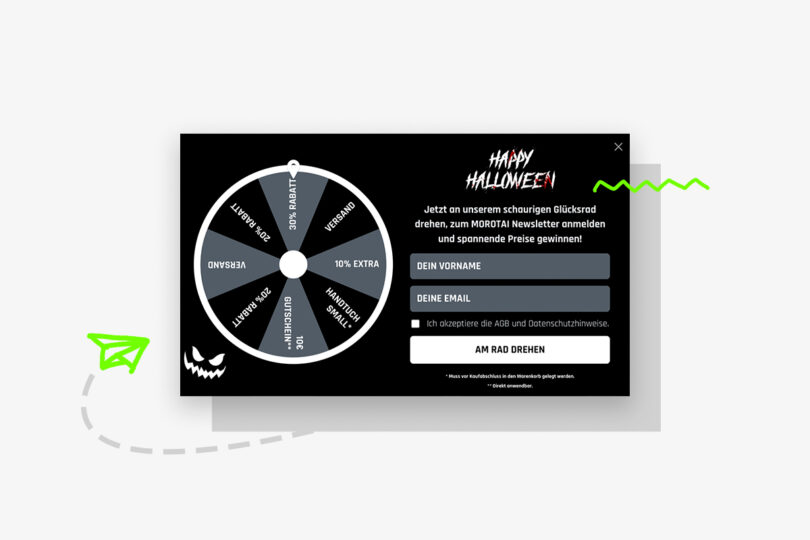 30% RABATT
VERSAND
10% EXTRA
HANDTUCH
SMALL*
10€
GUTSCHEIN**
20% RABATT
VERSAND
20% RABATT
HAPPY
HALLOWEEN
Jetzt an unserem schaurigen Glücksrad
drehen, zum MOROTAI Newsletter anmelden
und spannende Preise gewinnen!
DEIN VORNAME
DEINE EMAIL
Ich akzeptiere die AGB und Datenschutzhinweise.
AM RAD DREHEN
* Muss vor Kaufabschluss in den Warenkorb gelegt werden.
** Direkt anwendbar.